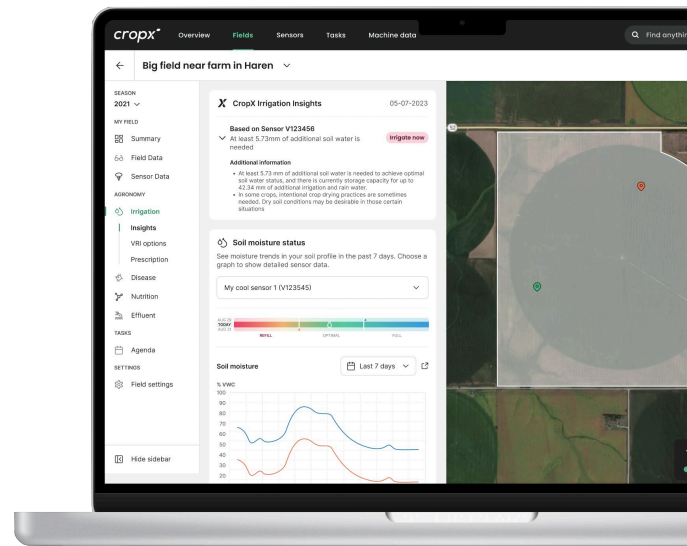 cropx
Overview
Fields
Sensors
Tasks
Machine data
Find anything
Big field near farm in Haren
SEASON
2021
MY FIELD
Summary
Field Data
Sensor Data
AGRONOMY
Irrigation
Insights
VRI options
Prescription
Disease
Nutrition
Effluent
TASKS
Agenda
SETTINGS
Field settings
Hide sidebar
CropX Irrigation Insights
05-07-2023
Based on Sensor V123456
At least 5.73mm of additional soil water is
needed
Irrigate now
Additional information
• At least 5.73 mm of additional soil water is needed to achieve optimal
soil water status, and there is currently storage capacity for up to
42.34 mm of additional irrigation and rain water.
• In some crops, intentional crop drying practices are sometimes
needed. Dry soil conditions may be desirable in those certain
situations
Soil moisture status
See moisture trends in your soil profile in the past 7 days. Choose a
graph to show detailed sensor data.
My cool sensor 1 (V123545)
TODAY
REFILL
OPTIMAL
FULL
Soil moisture
Last 7 days
% VWC
100
90
80
70
60
50
40
30
20